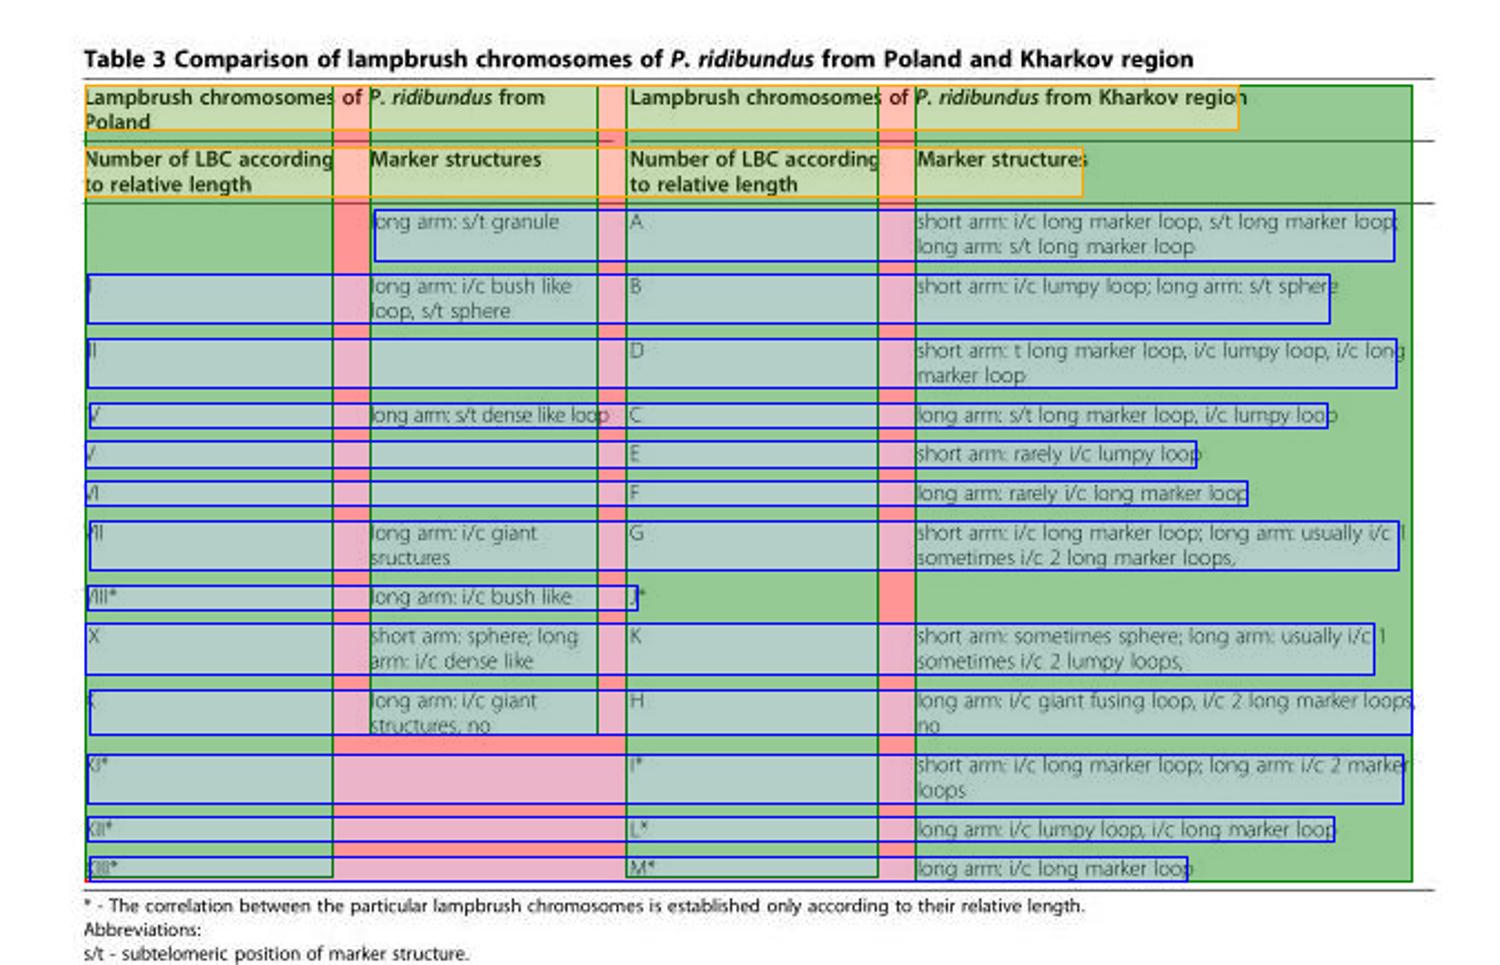 Table 3 Comparison of lampbrush chromosomes of P. ridibundus from Poland and Kharkov region
Lampbrush chromosomes of P. ridibundus from
Poland
Lampbrush chromosomes of P. ridibundus from Kharkov region
Number of LBC according
to relative length
Marker structures
Number of LBC according
to relative length
Marker structures
long arm: s/t granule
A
short arm: i/c long marker loop, s/t long marker loop;
long arm: s/t long marker loop
II
long arm: i/c bush like
loop, s/t sphere
B
short arm: i/c lumpy loop; long arm: s/t sphere
III
D
short arm: t long marker loop, i/c lumpy loop, i/c long
marker loop
IV
long arm: s/t dense like loop
C
long arm: s/t long marker loop, i/c lumpy loop
V
E
short arm: rarely i/c lumpy loop
VI
F
long arm: rarely i/c long marker loop
VII
long arm: i/c giant
sructures
G
short arm: i/c long marker loop; long arm: usually i/c 1
sometimes i/c 2 long marker loops,
VIII*
long arm: i/c bush like
J*
IX
short arm: sphere; long
arm: i/c dense like
K
short arm: sometimes sphere; long arm: usually i/c 1
sometimes i/c 2 lumpy loops,
X
long arm: i/c giant
structures, no
H
long arm: i/c giant fusing loop, i/c 2 long marker loops,
no
XI*
I*
short arm: i/c long marker loop; long arm: i/c 2 marker
loops
XII*
L*
long arm: i/c lumpy loop, i/c long marker loop
XIII*
M*
long arm: i/c long marker loop
* - The correlation between the particular lampbrush chromosomes is established only according to their relative length.
Abbreviations:
s/t - subtelomeric position of marker structure.